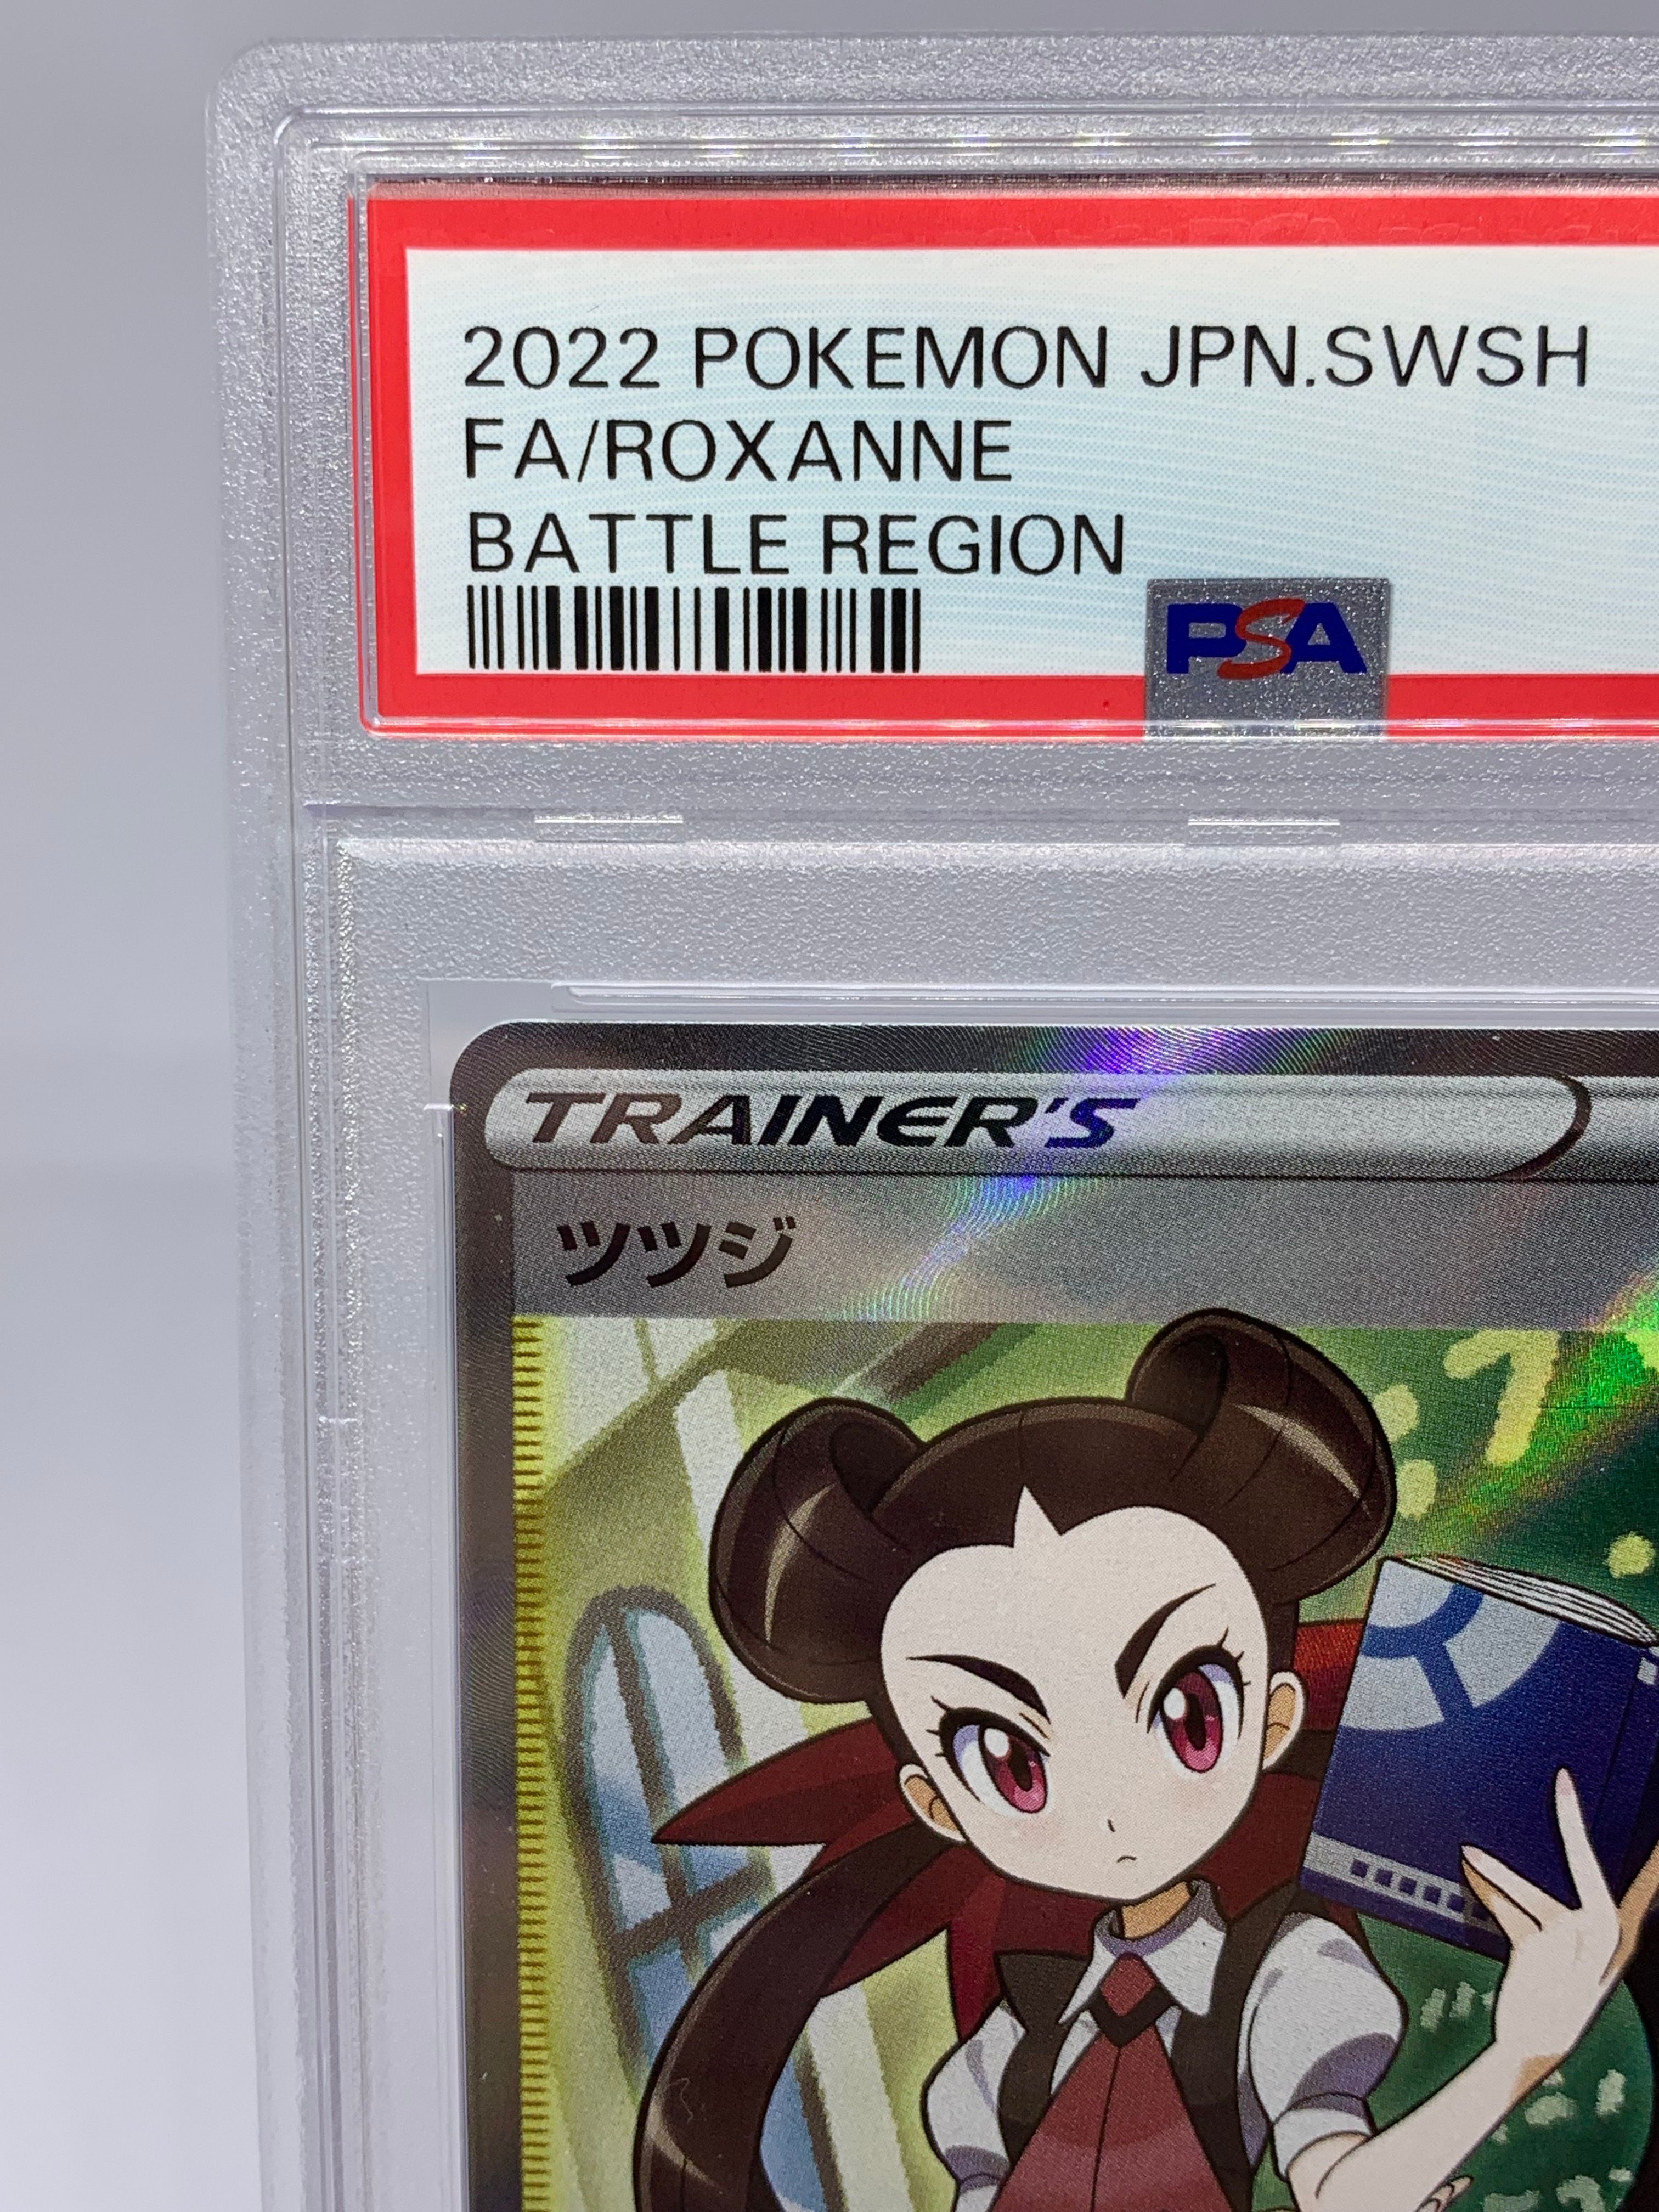 2022 POKEMON JPN.SWSH
FA/ROXANNE
BATTLE REGION
PSA
TRAINER'S
ツツジ